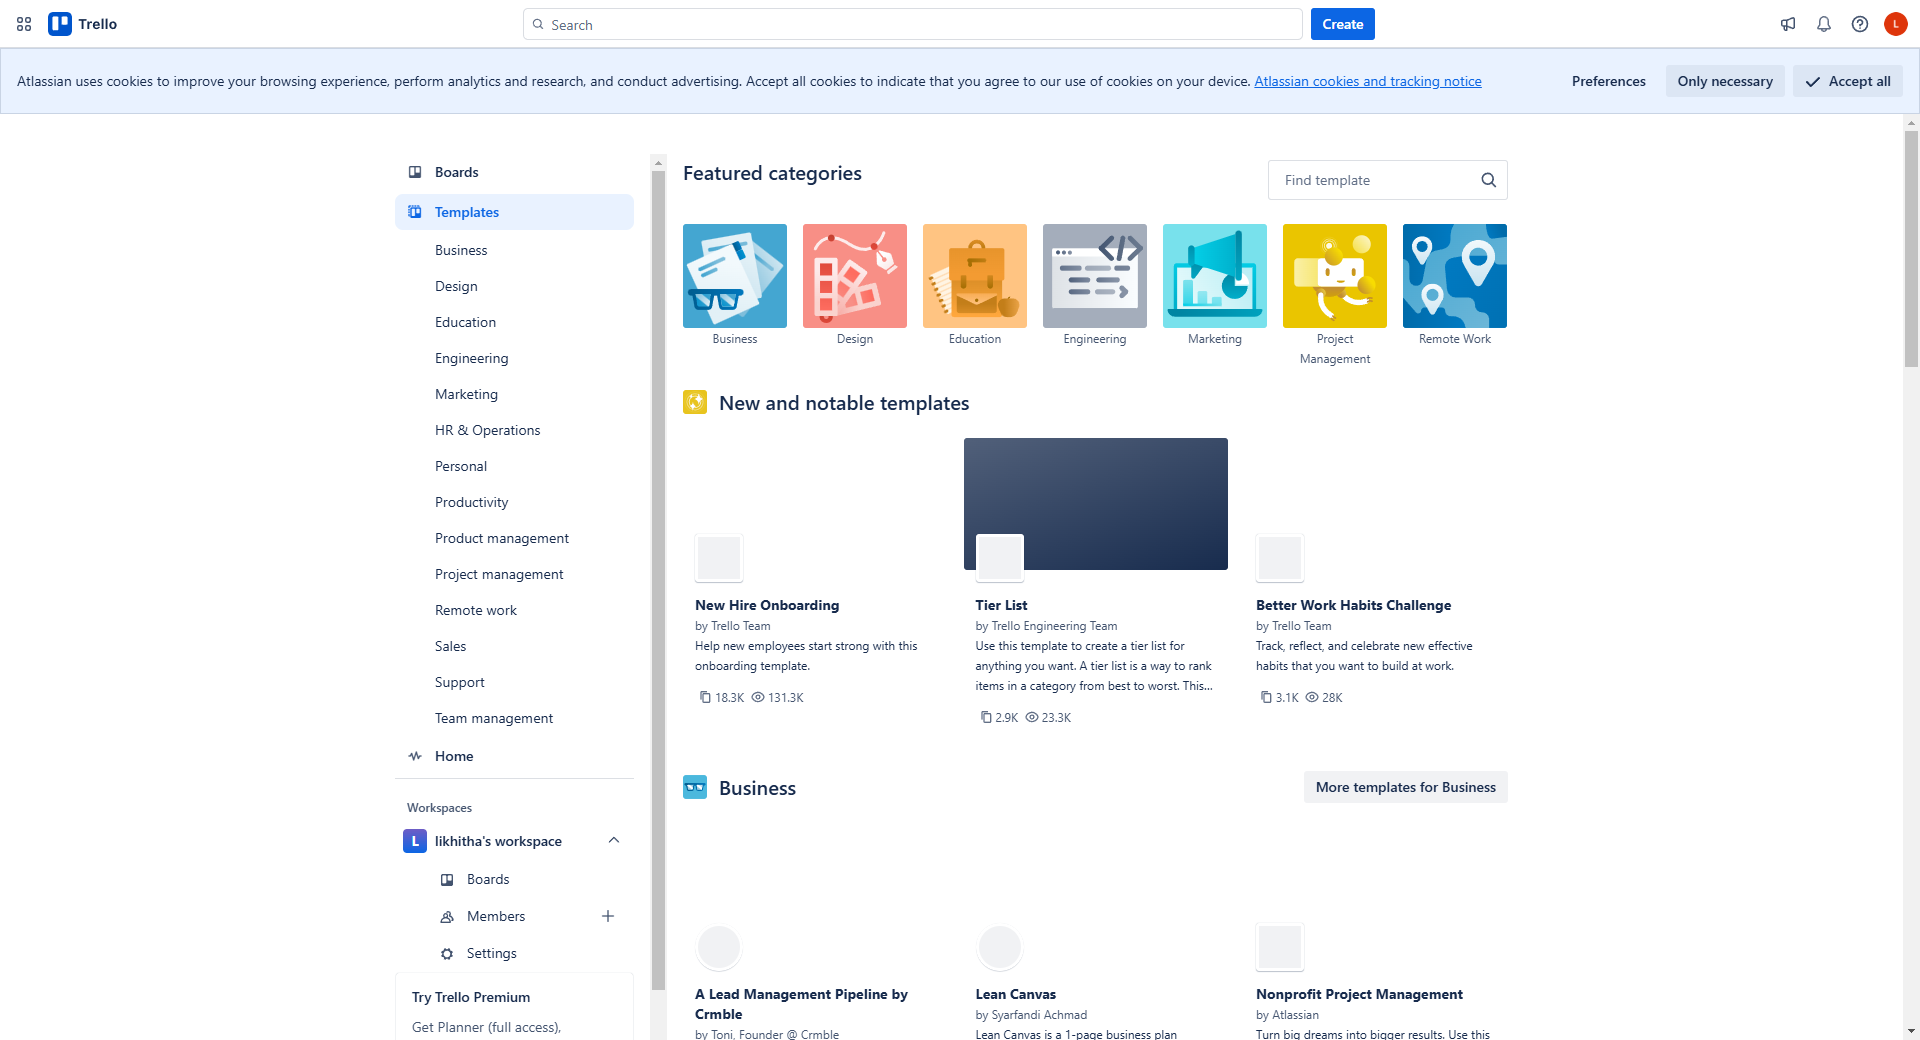 Trello
Search
Create
L
Atlassian uses cookies to improve your browsing experience, perform analytics and research, and conduct advertising. Accept all cookies to indicate that you agree to our use of cookies on your device. Atlassian cookies and tracking notice
Preferences
Only necessary
Accept all
Boards
Templates
Business
Design
Education
Engineering
Marketing
HR & Operations
Personal
Productivity
Product management
Project management
Remote work
Sales
Support
Team management
Home
Workspaces
L
likhitha's workspace
Boards
Members
Settings
Try Trello Premium
Get Planner (full access),
Featured categories
Find template
Business
Design
Education
Engineering
Marketing
Project
Management
Remote Work
New and notable templates
New Hire Onboarding
by Trello Team
Help new employees start strong with this
onboarding template.
18.3K 131.3K
Tier List
by Trello Engineering Team
Use this template to create a tier list for
anything you want. A tier list is a way to rank
items in a category from best to worst. This...
2.9K 23.3K
Better Work Habits Challenge
by Trello Team
Track, reflect, and celebrate new effective
habits that you want to build at work.
3.1K 28K
Business
More templates for Business
A Lead Management Pipeline by
Crmble
by Toni, Founder @ Crmble
Lean Canvas
by Syarfandi Achmad
Lean Canvas is a 1-page business plan
Nonprofit Project Management
by Atlassian
Turn big dreams into bigger results. Use this